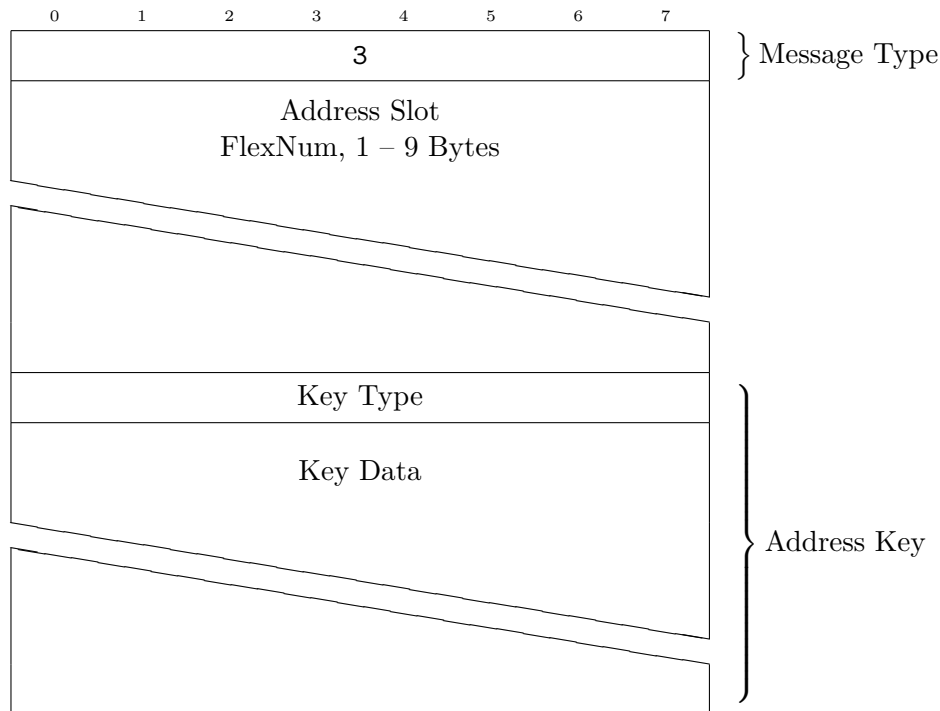 0 1 2 3 4 5 6 7
3
Message Type
Address Slot
FlexNum, 1 – 9 Bytes
Key Type
Key Data
Address Key